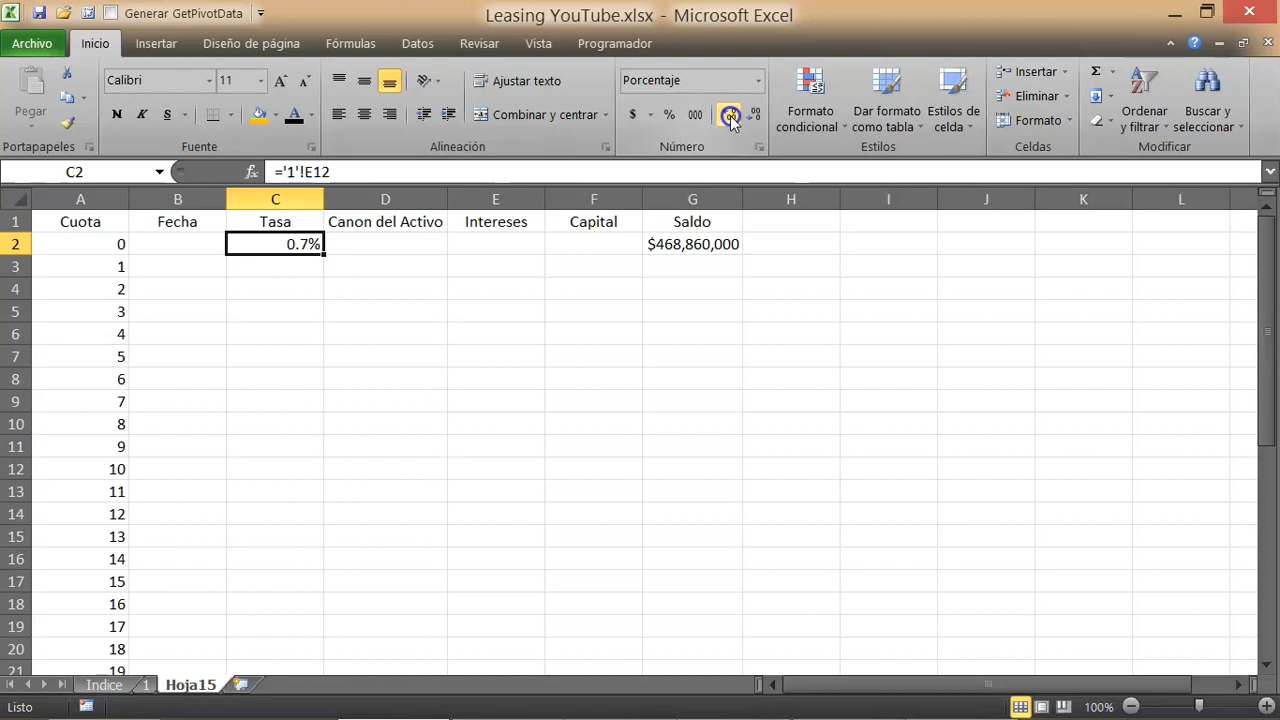 Generar GetPivotData
Leasing YouTube.xlsx - Microsoft Excel
Archivo Inicio Insertar Diseño de página Fórmulas Datos Revisar Vista Programador
Pegar
Portapapeles
Calibri 11
N K S
Fuente
Ajustar texto
Combinar y centrar
Alineación
Porcentaje
$ % 000
Número
Formato condicional
Dar formato como tabla
Estilos de celda
Estilos
Insertar
Eliminar
Formato
Celdas
Ordenar y filtrar
Buscar y seleccionar
Modificar
C2 fx ='1'!E12
A B C D E F G H I J K L
1 Cuota Fecha Tasa Canon del Activo Intereses Capital Saldo
2 0 0.7% $468,860,000
3 1
4 2
5 3
6 4
7 5
8 6
9 7
10 8
11 9
12 10
13 11
14 12
15 13
16 14
17 15
18 16
19 17
20 18
21 19
Indice 1 Hoja15
Listo 100%